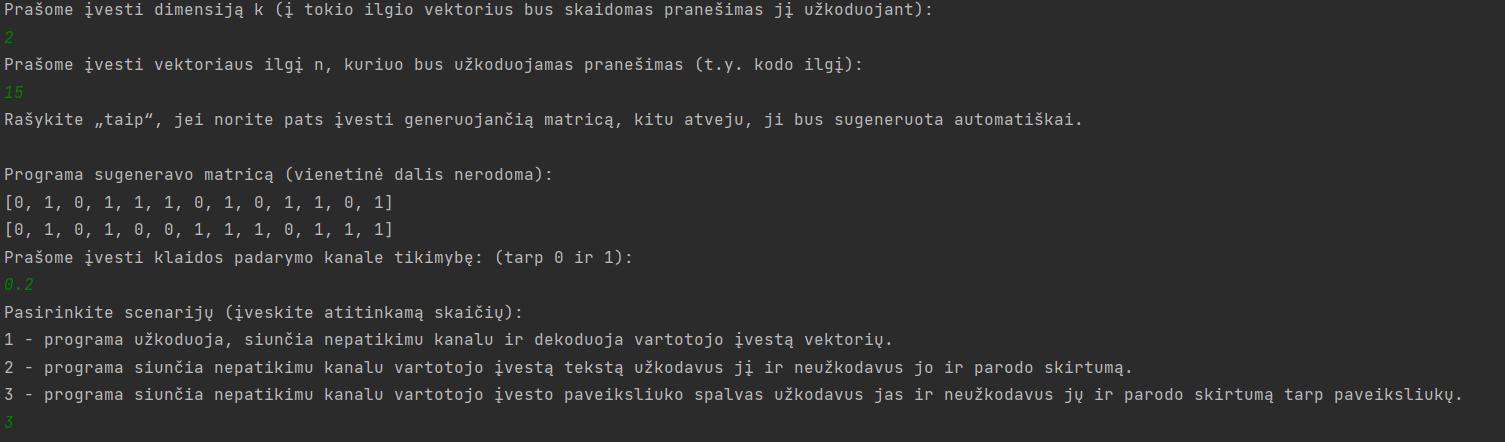 Prašome įvesti dimensiją k (į tokio ilgio vektorius bus skaidomas pranešimas jį užkoduojant):
2
Prašome įvesti vektoriaus ilgį n, kuriuo bus užkoduojamas pranešimas (t.y. kodo ilgį):
15
Rašykite „taip“, jei norite pats įvesti generuojančią matricą, kitu atveju, ji bus sugeneruota automatiškai.
Programa sugeneravo matricą (vienetinė dalis nerodoma):
[0, 1, 0, 1, 1, 1, 0, 1, 0, 1, 1, 0, 1]
[0, 1, 0, 1, 0, 0, 1, 1, 1, 0, 1, 1, 1]
Prašome įvesti klaidos padarymo kanale tikimybę: (tarp 0 ir 1):
0.2
Pasirinkite scenarijų (įveskite atitinkamą skaičių):
1 - programa užkoduoja, siunčia nepatikimu kanalu ir dekoduoja vartotojo įvestą vektorių.
2 - programa siunčia nepatikimu kanalu vartotojo įvestą tekstą užkodavus jį ir neužkodavus jo ir parodo skirtumą.
3 - programa siunčia nepatikimu kanalu vartotojo įvesto paveiksliuko spalvas užkodavus jas ir neužkodavus jų ir parodo skirtumą tarp paveiksliukų.
3